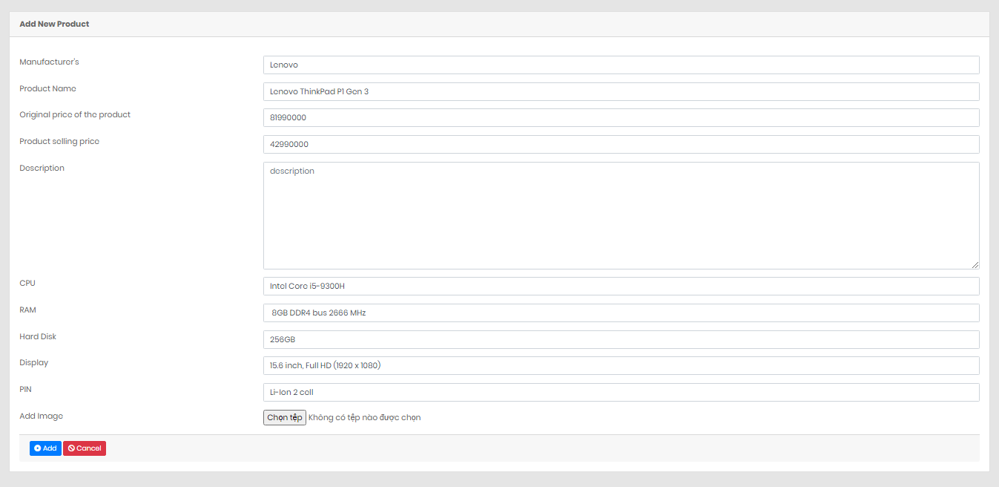 Add New Product
Manufacturer's Lenovo
Product Name Lenovo ThinkPad P1 Gen 3
Original price of the product 81990000
Product selling price 42990000
Description description
CPU Intel Core i5-9300H
RAM 8GB DDR4 bus 2666 MHz
Hard Disk 256GB
Display 15.6 inch, Full HD (1920 x 1080)
PIN Li-Ion 2 cell
Add Image Chọn tệp Không có tệp nào được chọn
Add Cancel